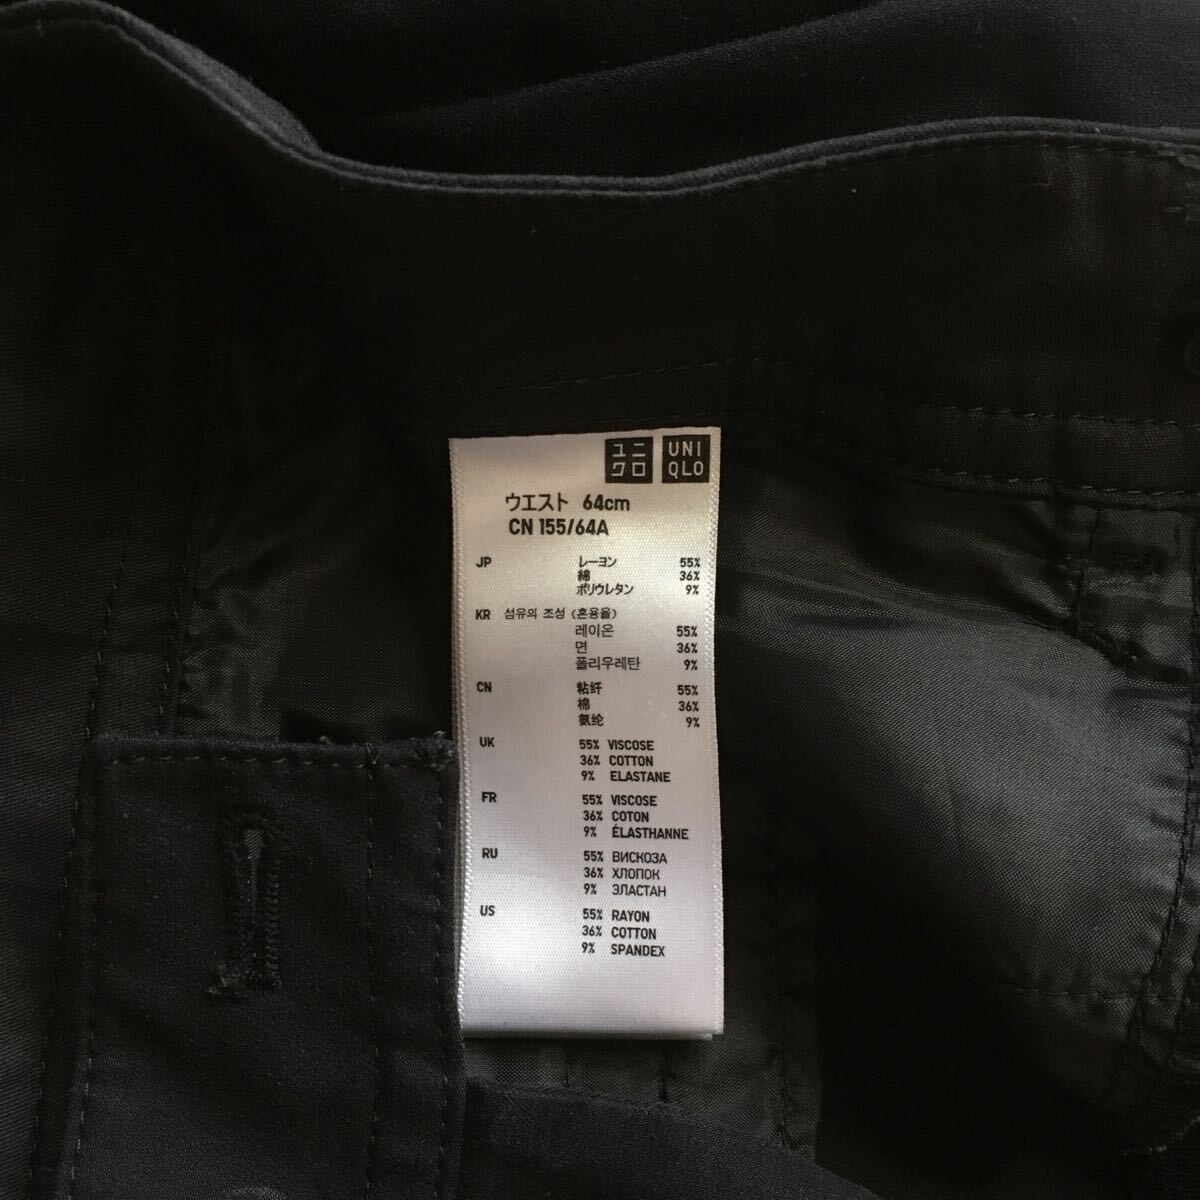 ユニ UNI
クロ QLO
ウエスト 64cm
CN 155/64A
JP レーヨン 55%
綿 36%
ポリウレタン 9%
KR 섬유의 조성 (혼용율)
레이온 55%
면 36%
폴리우레탄 9%
CN 粘纤 55%
棉 36%
氨纶 9%
UK 55% VISCOSE
36% COTTON
9% ELASTANE
FR 55% VISCOSE
36% COTON
9% ÉLASTHANNE
RU 55% ВИСКОЗА
36% ХЛОПОК
9% ЭЛАСТАН
US 55% RAYON
36% COTTON
9% SPANDEX